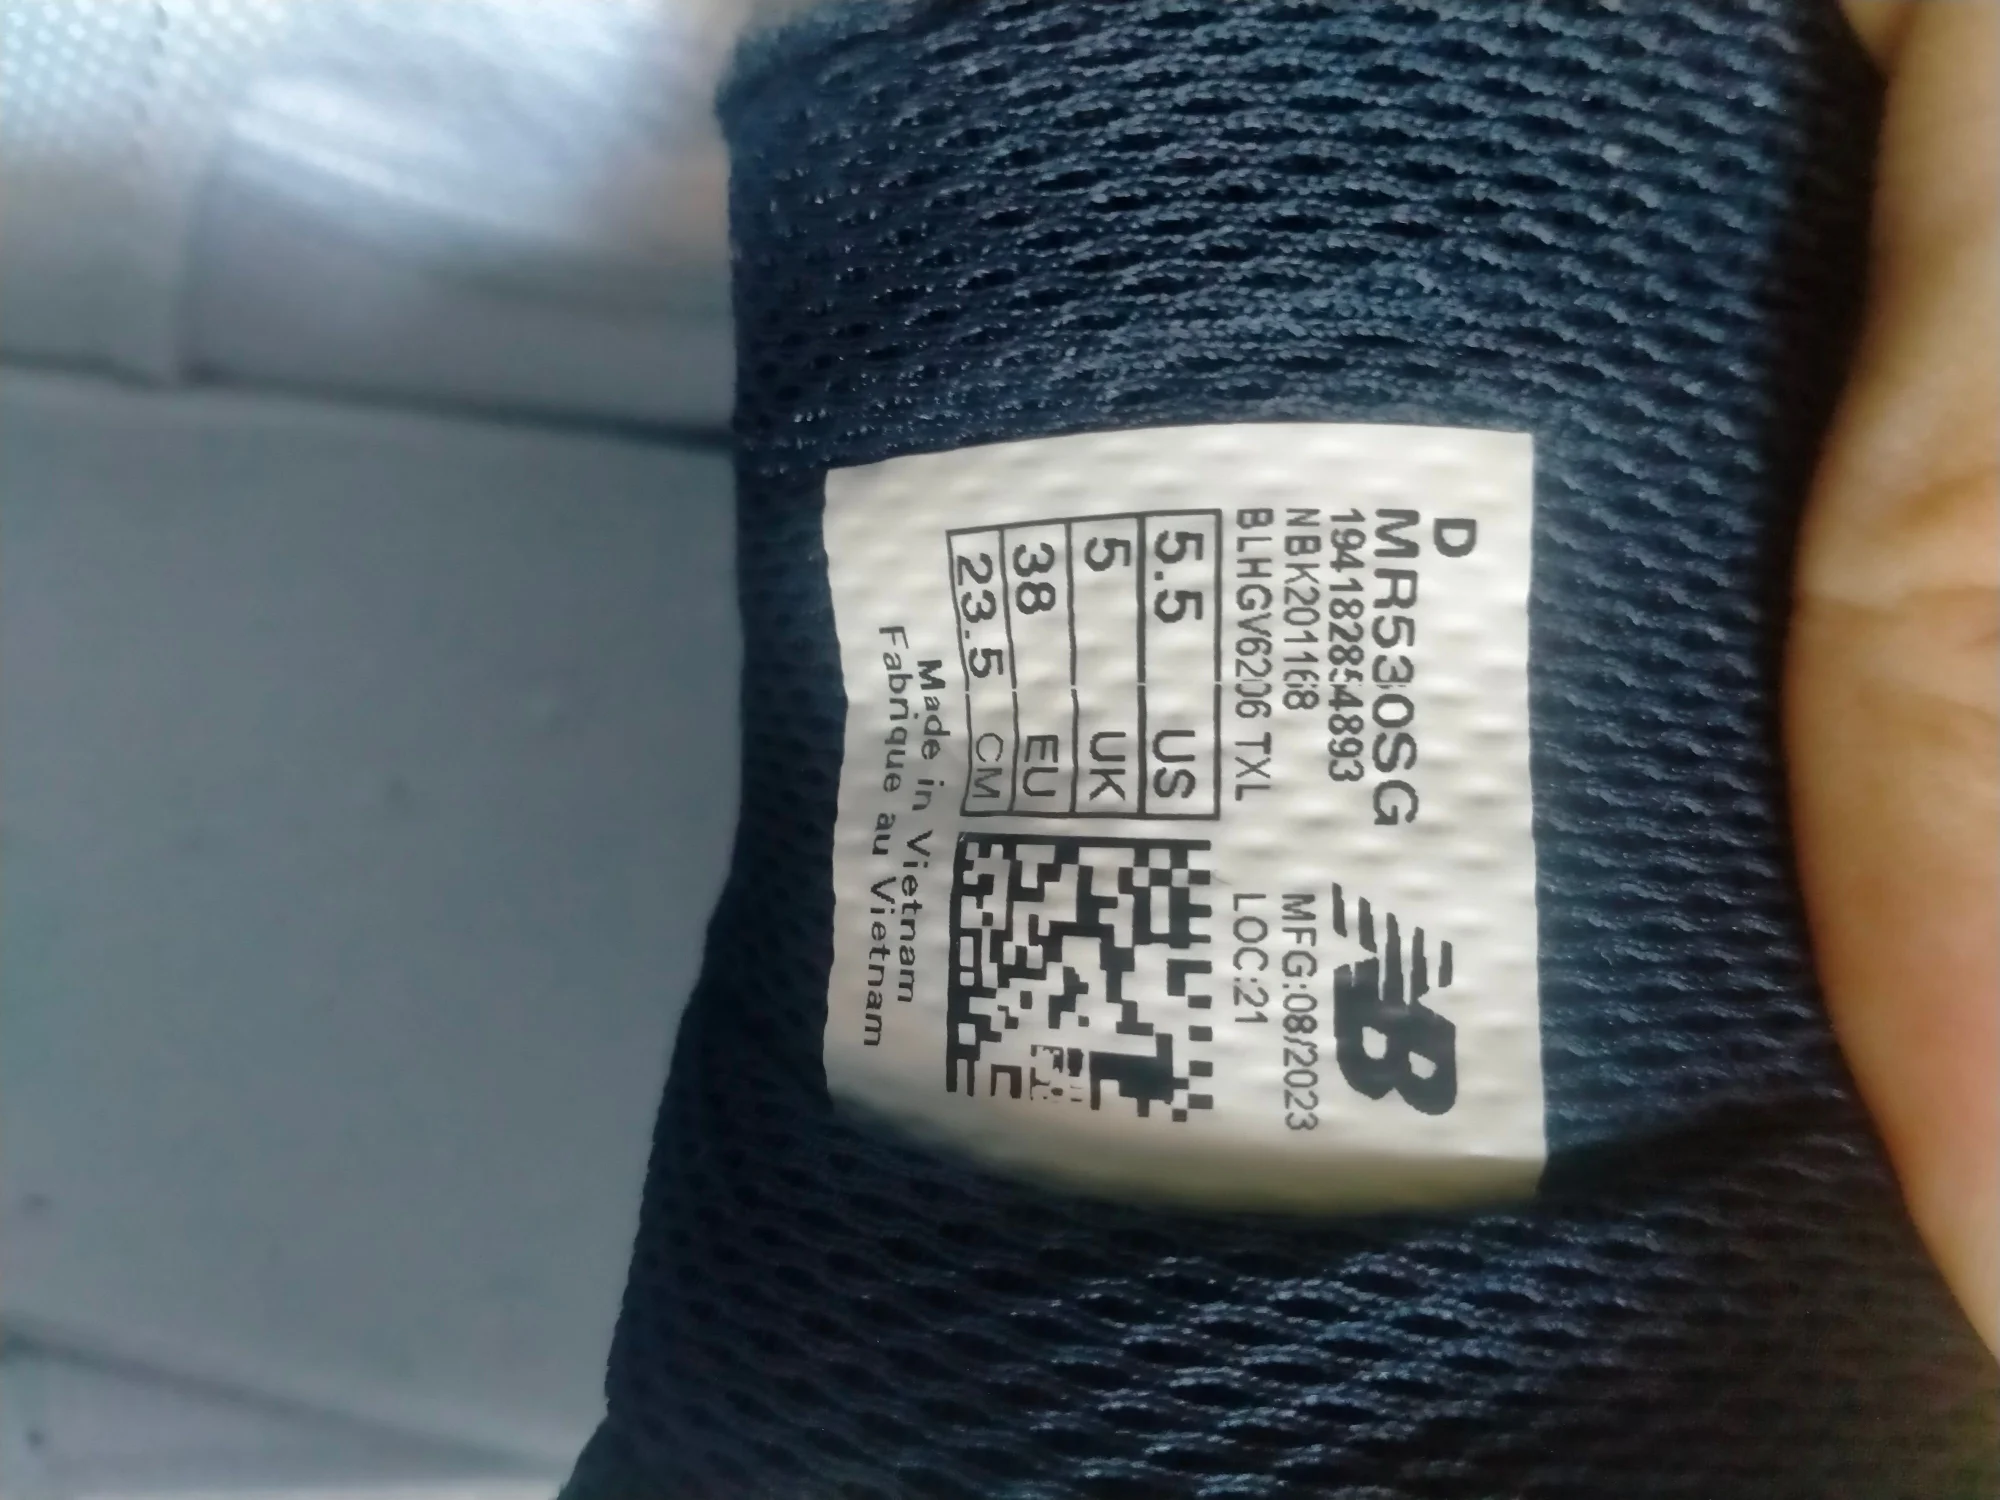 D
MR530SG
194182854893
NBK201168
BLHGV6206 TXL
NB
MFG:08/2023
LOC:21
5.5 US
5 UK
38 EU
23.5 CM
Made in Vietnam
Fabrique au Vietnam